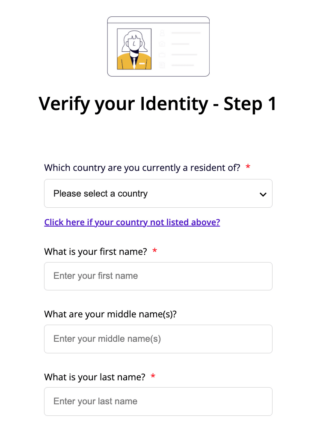 Verify your Identity - Step 1
Which country are you currently a resident of? *
Please select a country
Click here if your country not listed above?
What is your first name? *
Enter your first name
What are your middle name(s)?
Enter your middle name(s)
What is your last name? *
Enter your last name